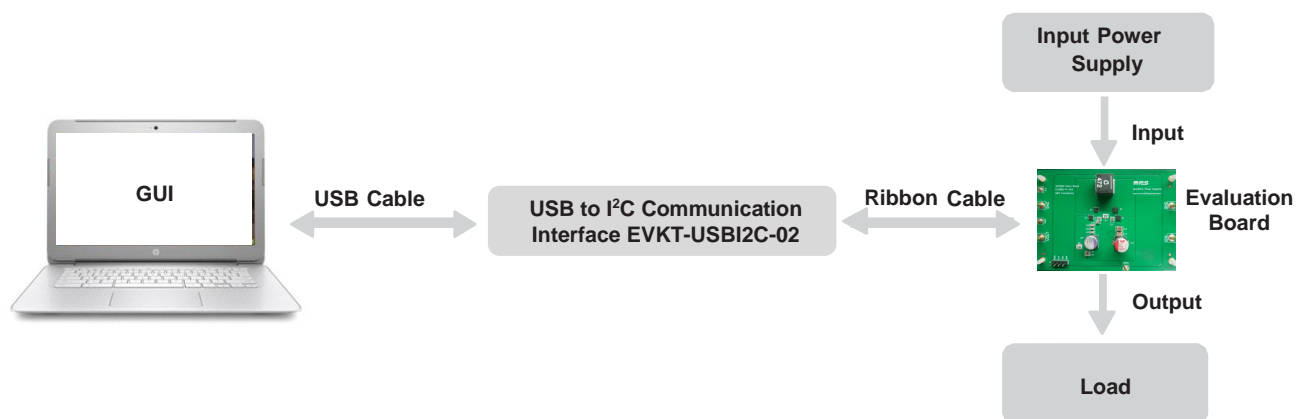 Input Power
Supply
Input
GUI
USB Cable
USB to I²C Communication
Interface EVKT-USBI2C-02
Ribbon Cable
Evaluation
Board
mps
Output
Load